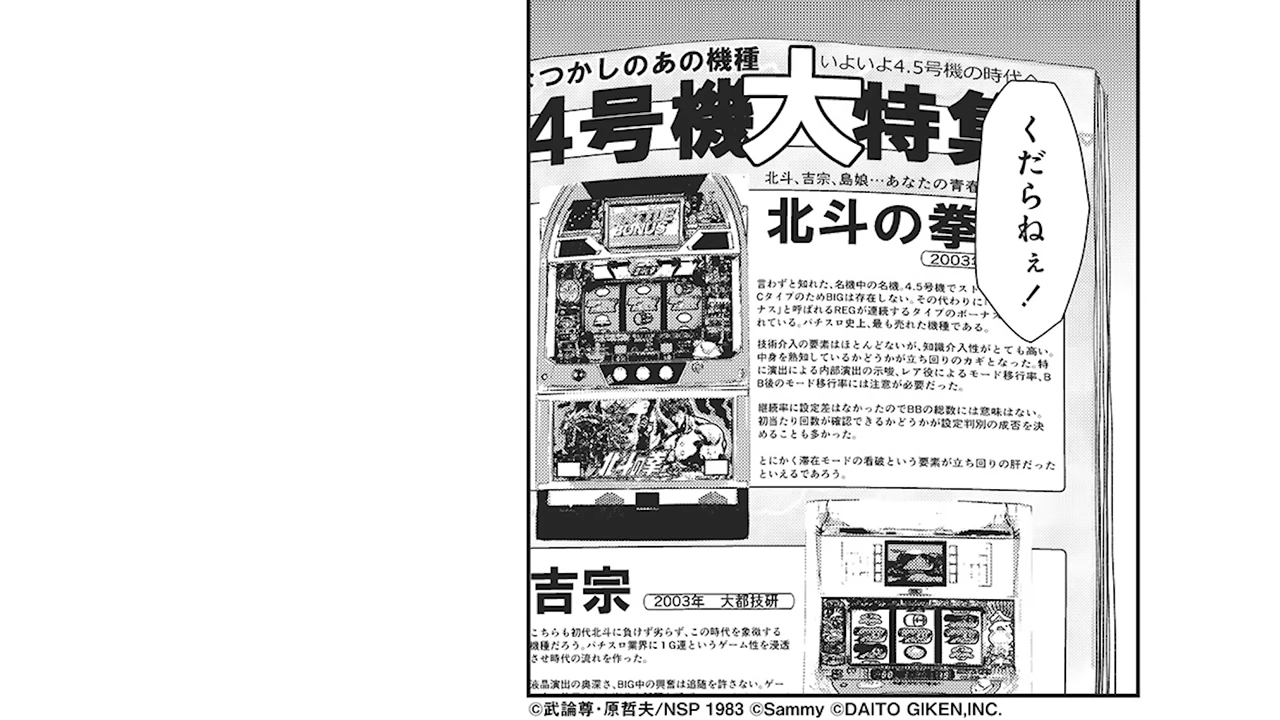 つかしのあの機種
いよいよ4.5号機の時代へ
4号機大特集
北斗、吉宗、島娘…あなたの青春
くだらねぇ!
北斗の拳
2003
言わずと知れた、名機中の名機。4.5号機でスト
CタイプのためBIGは存在しない。その代わりに
ナス」と呼ばれるREGが連続するタイプのボーナス
れている。パチスロ史上、最も売れた機種である。
技術介入の要素はほとんどないが、知識介入性がとても高い。
中身を熟知しているかどうかが立ち回りのカギとなった。特
に演出による内部演出の示唆、レア役によるモード移行率、B
B後のモード移行率には注意が必要だった。
継続率に設定差はなかったのでBBの総数には意味はない。
初当たり回数が確認できるかどうかが設定判別の成否を決
めることも多かった。
とにかく滞在モードの看破という要素が立ち回りの肝だった
といえるであろう。
BONUS
北斗の拳
吉宗
2003年 大都技研
こちらも初代北斗に負けず劣らず、この時代を象徴する
機種だろう。パチスロ業界に1G連というゲーム性を浸透
させ時代の流れを作った。
液晶演出の奥深さ、BIG中の興奮は追随を許さない。ゲー
©武論尊・原哲夫/NSP 1983 ©Sammy ©DAITO GIKEN,INC.